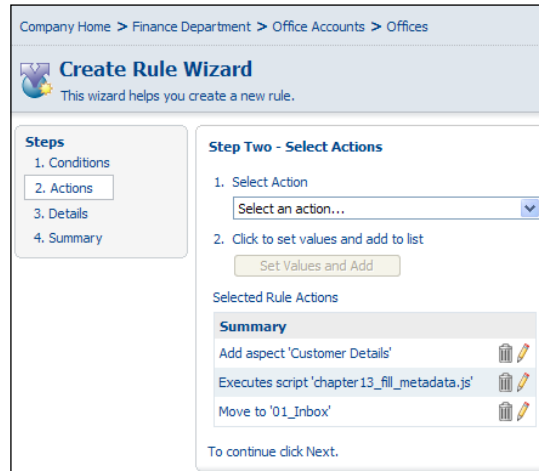 Company Home > Finance Department > Office Accounts > Offices
Create Rule Wizard
This wizard helps you create a new rule.
Steps
1. Conditions
2. Actions
3. Details
4. Summary
Step Two - Select Actions
1. Select Action
Select an action...
2. Click to set values and add to list
Set Values and Add
Selected Rule Actions
Summary
Add aspect 'Customer Details'
Executes script 'chapter13_fill_metadata.js'
Move to '01_Inbox'
To continue click Next.